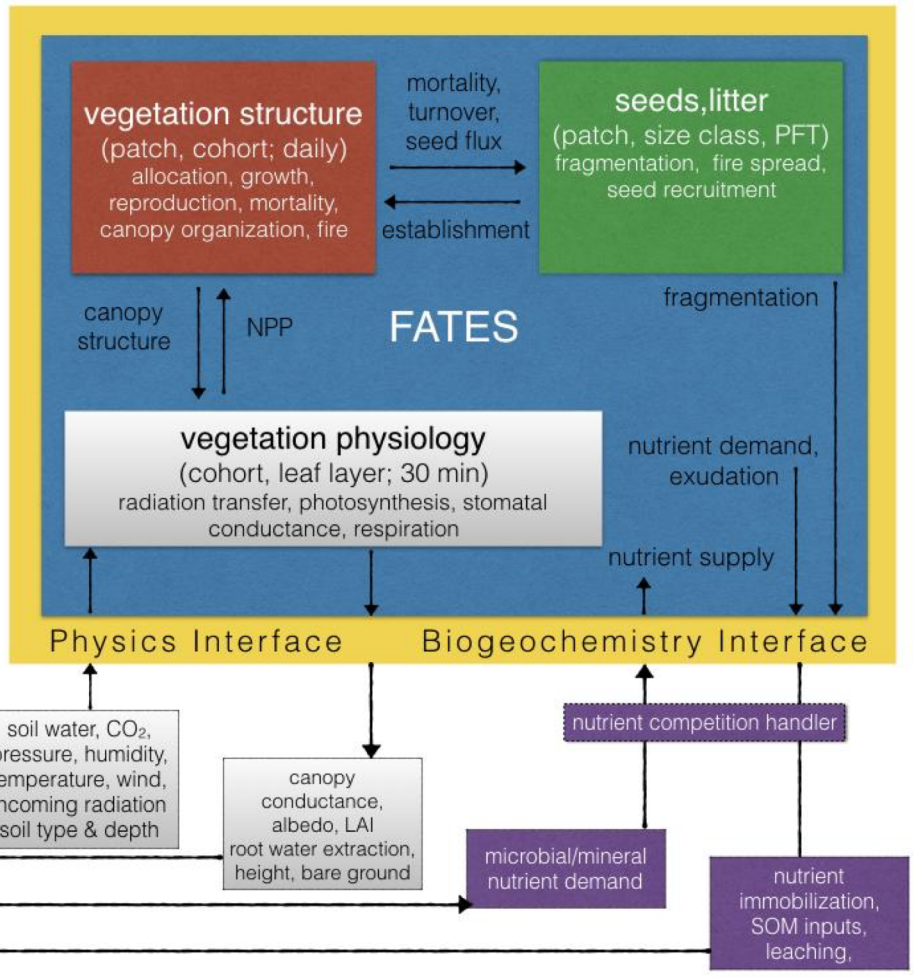 vegetation structure
(patch, cohort; daily)
allocation, growth,
reproduction, mortality,
canopy organization, fire
mortality,
turnover,
seed flux
establishment
seeds,litter
(patch, size class, PFT)
fragmentation, fire spread,
seed recruitment
canopy
structure
NPP
FATES
fragmentation
vegetation physiology
(cohort, leaf layer; 30 min)
radiation transfer, photosynthesis, stomatal
conductance, respiration
nutrient demand,
exudation
nutrient supply
Physics Interface
Biogeochemistry Interface
soil water, CO₂,
pressure, humidity,
temperature, wind,
incoming radiation
soil type & depth
canopy
conductance,
albedo, LAI
root water extraction,
height, bare ground
nutrient competition handler
microbial/mineral
nutrient demand
nutrient
immobilization,
SOM inputs,
leaching,